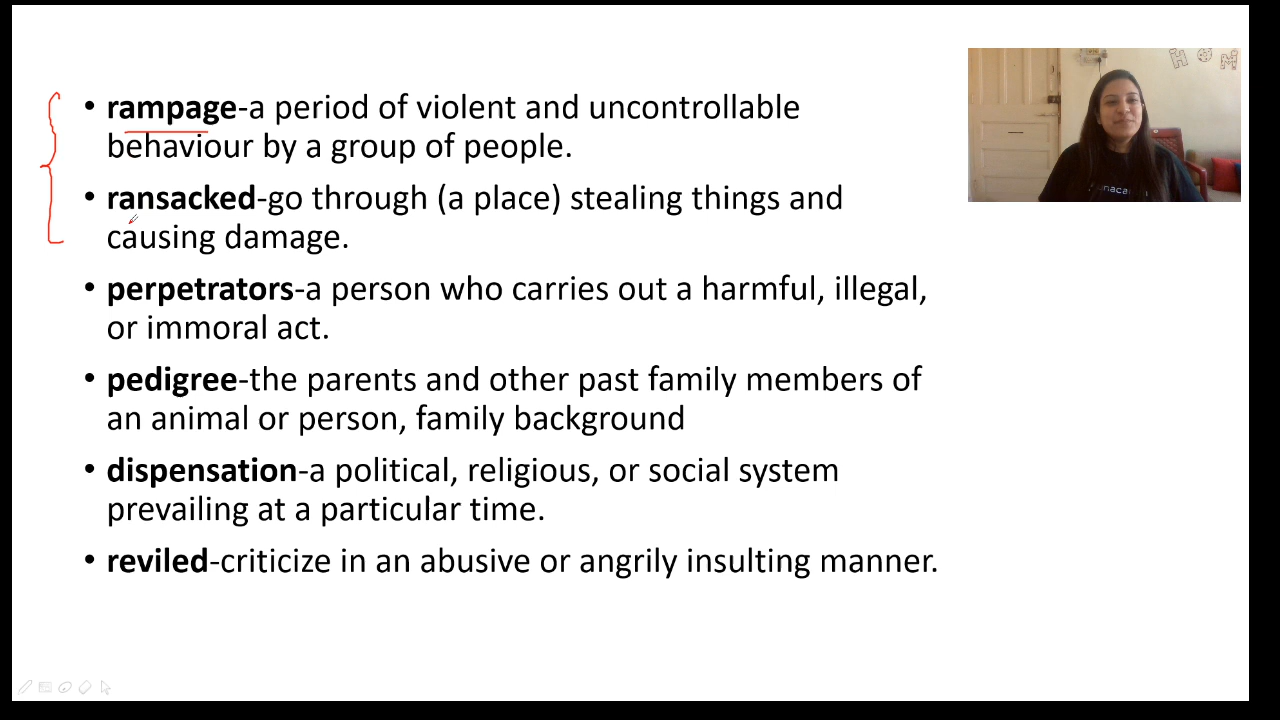 • rampage-a period of violent and uncontrollable
behaviour by a group of people.
• ransacked-go through (a place) stealing things and
causing damage.
• perpetrators-a person who carries out a harmful, illegal,
or immoral act.
• pedigree-the parents and other past family members of
an animal or person, family background
• dispensation-a political, religious, or social system
prevailing at a particular time.
• reviled-criticize in an abusive or angrily insulting manner.